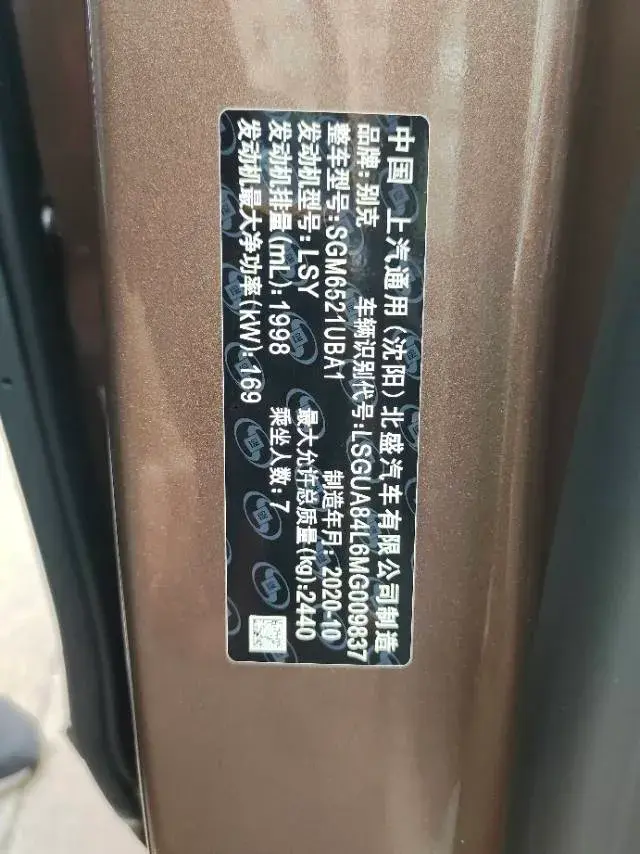 中国 上汽通用(沈阳)北盛汽车有限公司制造
品牌:别克 车辆识别代号:LSGUA84L6MG009837
整车型号:SGM6521UBA1 制造年月:2020-10
发动机型号:LSY 最大允许总质量(kg):2440
发动机排量(mL):1998 乘坐人数:7
发动机最大净功率(kW):169